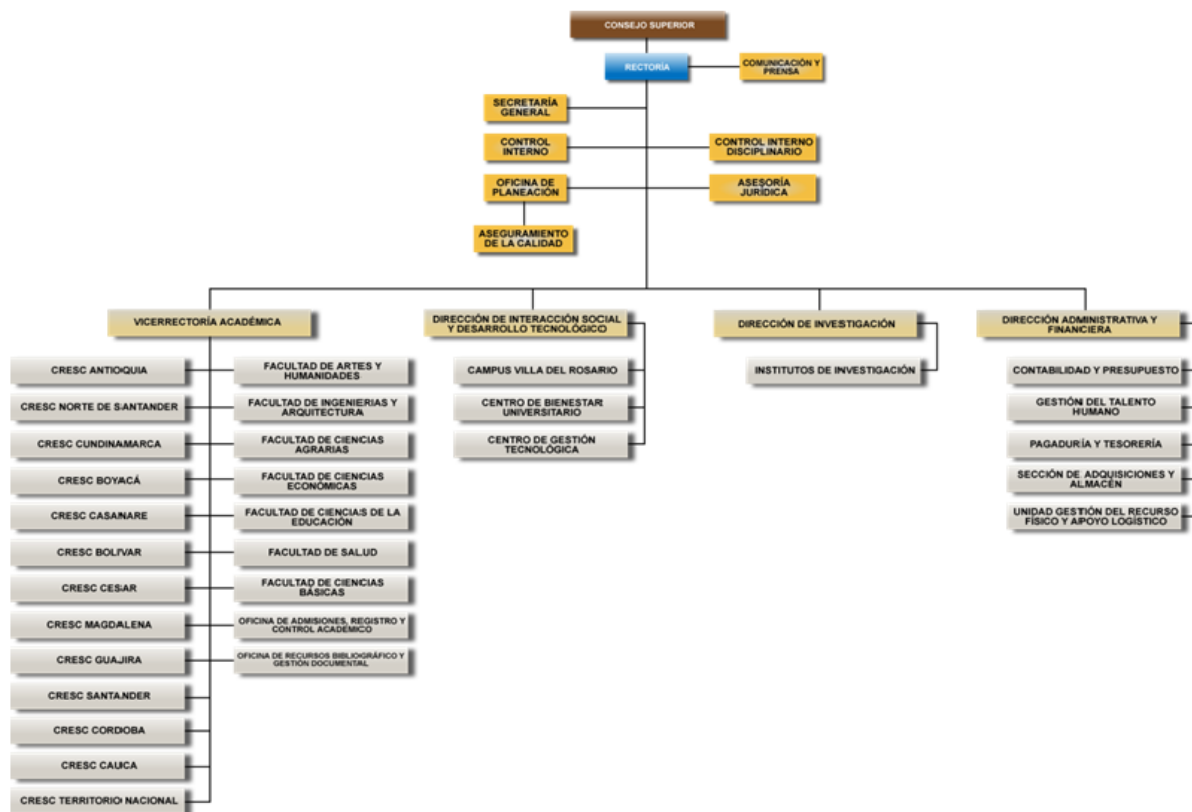 CONSEJO SUPERIOR
RECTORÍA
COMUNICACIÓN Y
PRENSA
SECRETARÍA
GENERAL
CONTROL
INTERNO
CONTROL INTERNO
DISCIPLINARIO
OFICINA DE
PLANEACIÓN
ASESORÍA
JURÍDICA
ASEGURAMIENTO
DE LA CALIDAD
VICERRECTORÍA ACADÉMICA
CRESC ANTIOQUIA
CRESC NORTE DE SANTANDER
CRESC CUNDINAMARCA
CRESC BOYACÁ
CRESC CASANARE
CRESC BOLIVAR
CRESC CESAR
CRESC MAGDALENA
CRESC GUAJIRA
CRESC SANTANDER
CRESC CORDOBA
CRESC CAUCA
CRESC TERRITORIO NACIONAL
FACULTAD DE ARTES Y
HUMANIDADES
FACULTAD DE INGENIERIAS Y
ARQUITECTURA
FACULTAD DE CIENCIAS
AGRARIAS
FACULTAD DE CIENCIAS
ECONÓMICAS
FACULTAD DE CIENCIAS DE LA
EDUCACIÓN
FACULTAD DE SALUD
FACULTAD DE CIENCIAS
BÁSICAS
OFICINA DE ADMISIONES, REGISTRO Y
CONTROL ACADÉMICO
OFICINA DE RECURSOS BIBLIOGRÁFICO Y
GESTIÓN DOCUMENTAL
DIRECCIÓN DE INTERACCIÓN SOCIAL
Y DESARROLLO TECNOLÓGICO
CAMPUS VILLA DEL ROSARIO
CENTRO DE BIENESTAR
UNIVERSITARIO
CENTRO DE GESTIÓN
TECNOLÓGICA
DIRECCIÓN DE INVESTIGACIÓN
INSTITUTOS DE INVESTIGACIÓN
DIRECCIÓN ADMINISTRATIVA Y
FINANCIERA
CONTABILIDAD Y PRESUPUESTO
GESTIÓN DEL TALENTO
HUMANO
PAGADURÍA Y TESORERÍA
SECCIÓN DE ADQUISICIONES Y
ALMACÉN
UNIDAD GESTIÓN DEL RECURSO
FÍSICO Y APOYO LOGÍSTICO